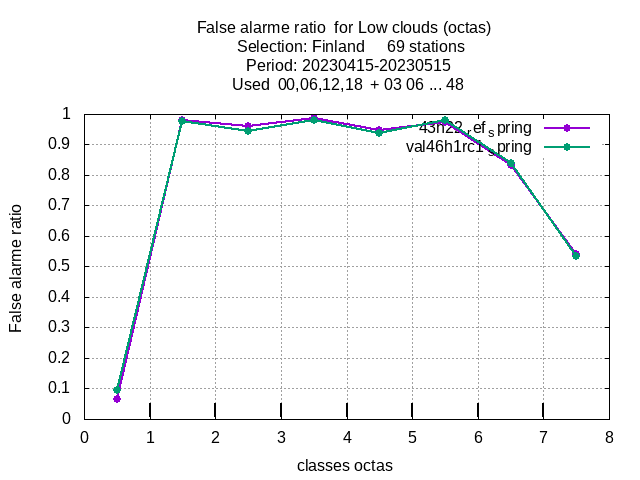 False alarme ratio for Low clouds (octas)
Selection: Finland 69 stations
Period: 20230415-20230515
Used 00,06,12,18 + 03 06 ... 48
1
0.9
0.8
0.7
0.6
0.5
0.4
0.3
0.2
0.1
0
False alarme ratio
43h22_ref_spring
val46h1rc1_spring
0 1 2 3 4 5 6 7 8
classes octas